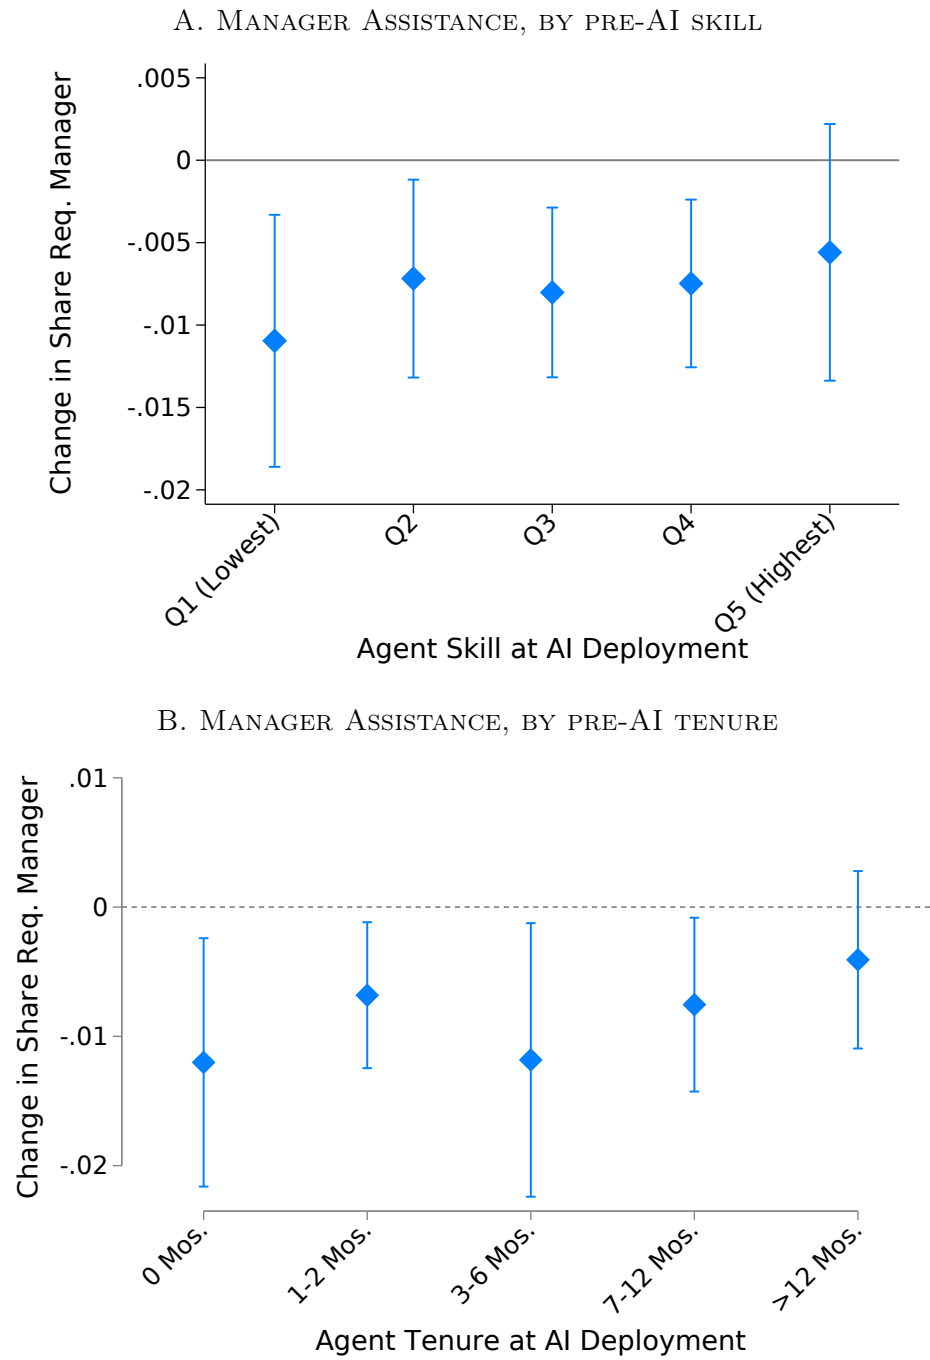 A. Manager Assistance, by pre-AI skill
Change in Share Req. Manager
.005
0
-.005
-.01
-.015
-.02
Q1 (Lowest)
Q2
Q3
Q4
Q5 (Highest)
Agent Skill at AI Deployment
B. Manager Assistance, by pre-AI tenure
Change in Share Req. Manager
.01
0
-.01
-.02
0 Mos.
1-2 Mos.
3-6 Mos.
7-12 Mos.
>12 Mos.
Agent Tenure at AI Deployment